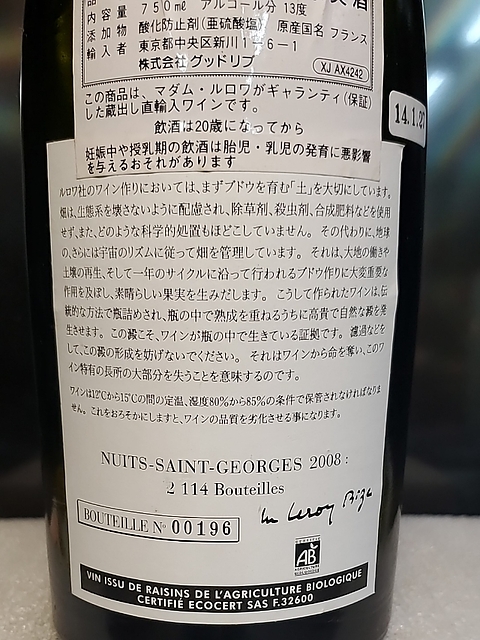 内容量 750ml アルコール分 13度
添加物 酸化防止剤(亜硫酸塩) 原産国名 フランス
輸入者 東京都中央区新川1-6-1
株式会社 グッドリブ
XJ AX4242
この商品は、マダム・ルロワがギャランティ(保証)
した蔵出し直輸入ワインです。
飲酒は20歳になってから
妊娠中や授乳期の飲酒は胎児・乳児の発育に悪影響
を与えるおそれがあります
14.1.27
ルロワ社のワイン作りにおいては、まずブドウを育む「土」を大切にしています。
畑は、生態系を壊さないように配慮され、除草剤、殺虫剤、合成肥料などを使用
せず、また、どのような科学的処置もほどこしていません。その代わりに、地球
の、さらには宇宙のリズムに従って畑を管理しています。それは、大地の働きや
土壌の再生、そして一年のサイクルに沿って行われるブドウ作りに大変重要な
作用を及ぼし、素晴らしい果実を生みだします。こうして作られたワインは、伝
統的な方法で瓶詰めされ、瓶の中で熟成を重ねるうちに高貴で自然な澱を発
生させます。この澱こそ、ワインが瓶の中で生きている証拠です。濾過などを
して、この澱の形成を妨げないでください。それはワインから命を奪い、このワ
イン特有の長所の大部分を失うことを意味するのです。
ワインは12℃から15℃の間の定温、湿度80%から85%の条件で保管されなければなりま
せん。これをおろそかにしますと、ワインの品質を劣化させる事になります。
NUITS-SAINT-GEORGES 2008 :
2 114 Bouteilles
Lu Leroy Bize
BOUTEILLE N° 00196
AB
AGRICULTURE
BIOLOGIQUE
VIN ISSU DE RAISINS DE L'AGRICULTURE BIOLOGIQUE
CERTIFIÉ ECOCERT SAS F.32600